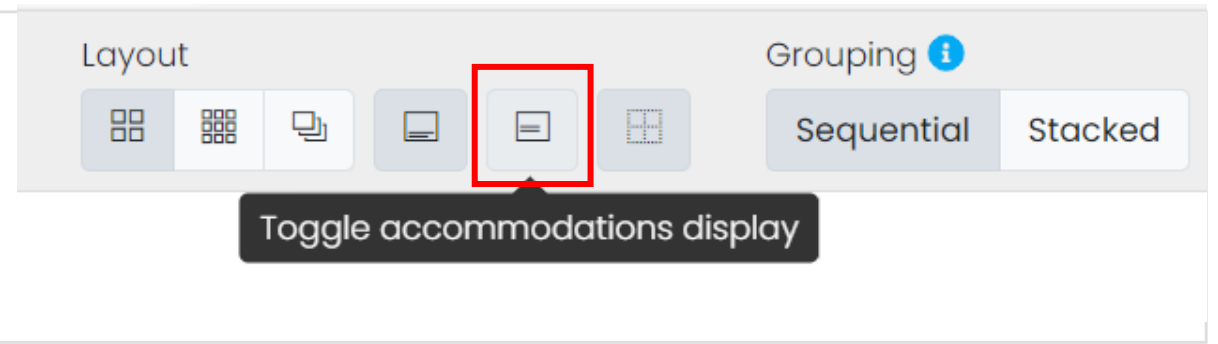 Layout
Grouping
Sequential
Stacked
Toggle accommodations display